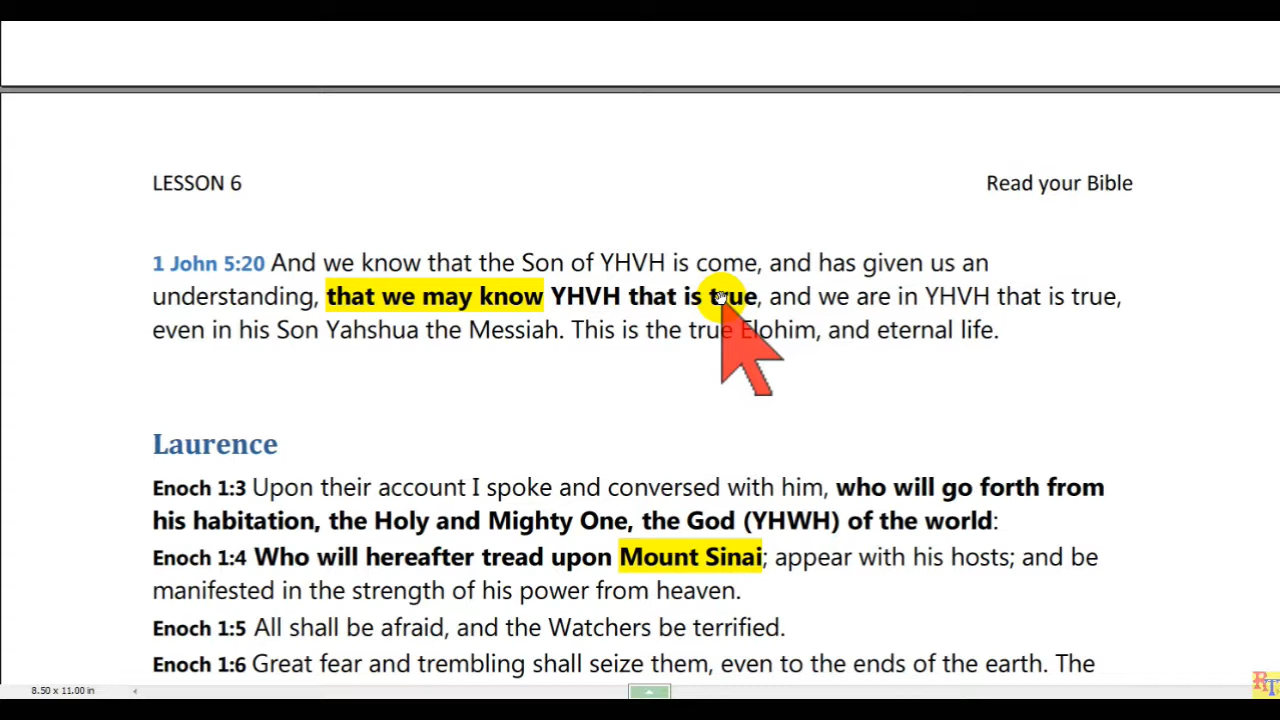 LESSON 6 Read your Bible
1 John 5:20 And we know that the Son of YHVH is come, and has given us an
understanding, that we may know YHVH that is true, and we are in YHVH that is true,
even in his Son Yahshua the Messiah. This is the true Elohim, and eternal life.
Laurence
Enoch 1:3 Upon their account I spoke and conversed with him, who will go forth from
his habitation, the Holy and Mighty One, the God (YHWH) of the world:
Enoch 1:4 Who will hereafter tread upon Mount Sinai; appear with his hosts; and be
manifested in the strength of his power from heaven.
Enoch 1:5 All shall be afraid, and the Watchers be terrified.
Enoch 1:6 Great fear and trembling shall seize them, even to the ends of the earth. The
8.50 x 11.00 in